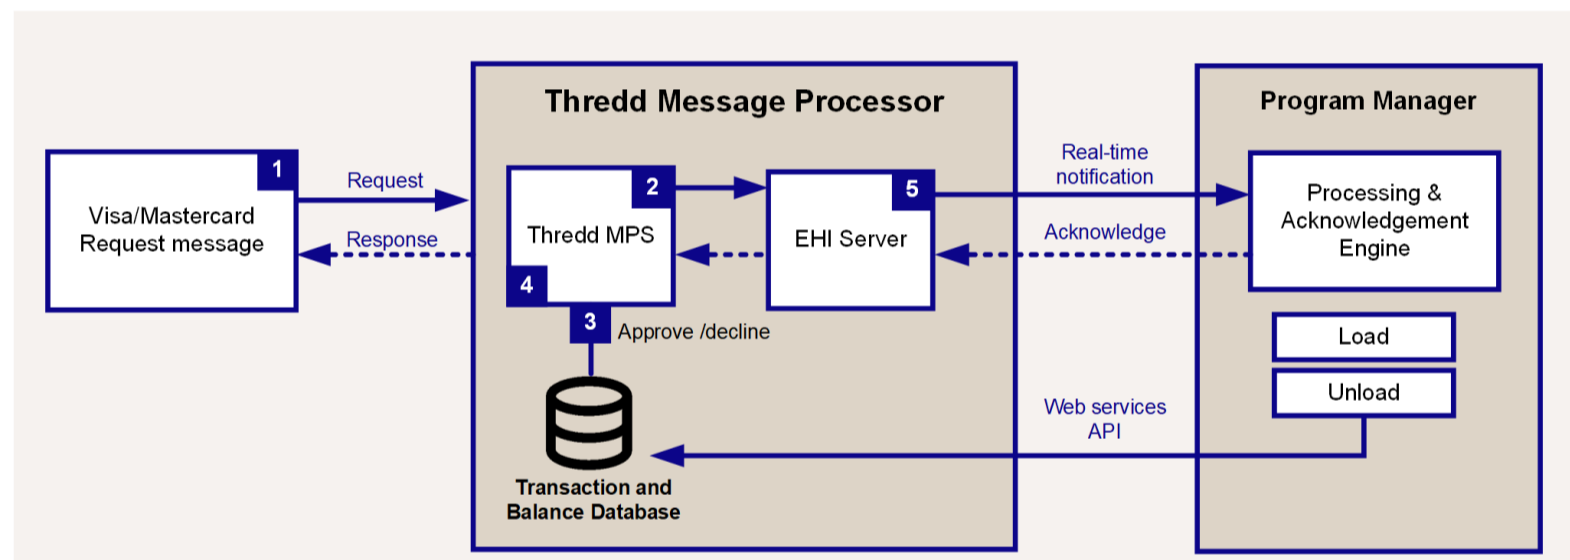 Thredd Message Processor
Program Manager
1
Visa/Mastercard
Request message
Request
Response
2
Thredd MPS
4
3
Approve /decline
5
EHI Server
Real-time
notification
Acknowledge
Processing &
Acknowledgement
Engine
Load
Unload
Web services
API
Transaction and
Balance Database